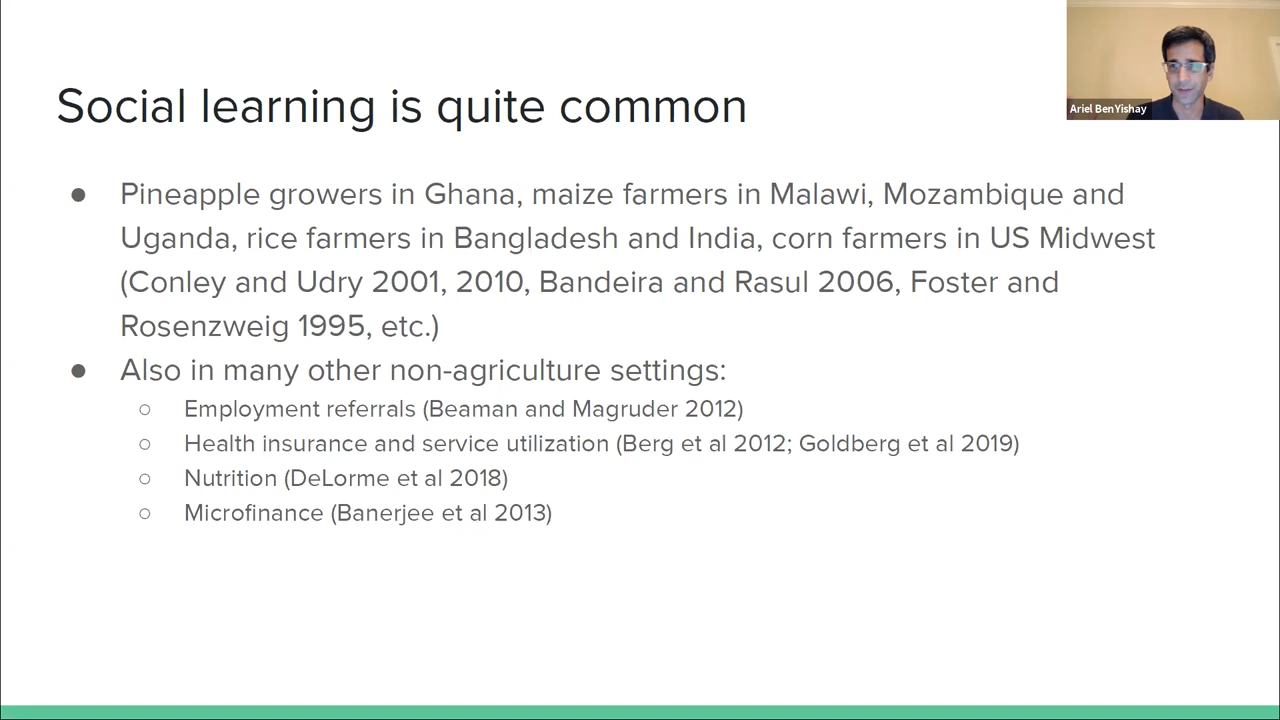 Social learning is quite common
Ariel BenYishay
● Pineapple growers in Ghana, maize farmers in Malawi, Mozambique and
Uganda, rice farmers in Bangladesh and India, corn farmers in US Midwest
(Conley and Udry 2001, 2010, Bandeira and Rasul 2006, Foster and
Rosenzweig 1995, etc.)
● Also in many other non-agriculture settings:
○ Employment referrals (Beaman and Magruder 2012)
○ Health insurance and service utilization (Berg et al 2012; Goldberg et al 2019)
○ Nutrition (DeLorme et al 2018)
○ Microfinance (Banerjee et al 2013)